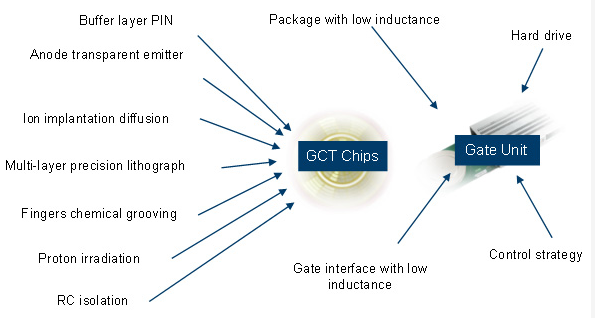 Buffer layer PIN
Package with low inductance
Hard drive
Anode transparent emitter
Ion implantation diffusion
GCT Chips
Gate Unit
Multi-layer precision lithograph
Fingers chemical grooving
Proton irradiation
Gate interface with low
inductance
Control strategy
RC isolation